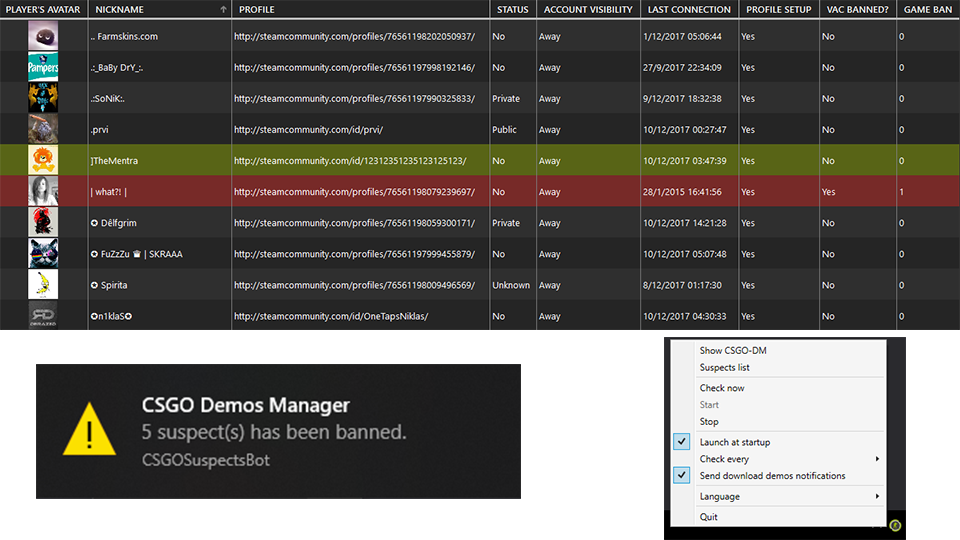 PLAYER'S AVATAR NICKNAME PROFILE STATUS ACCOUNT VISIBILITY LAST CONNECTION PROFILE SETUP VAC BANNED? GAME BAN
.. Farmskins.com http://steamcommunity.com/profiles/76561198202050937/ No Away 1/12/2017 05:06:44 Yes No 0
Pampers .:_BaBy DrY_:. http://steamcommunity.com/profiles/76561197998192146/ No Away 27/9/2017 22:34:09 Yes No 0
.:SoNiK:. http://steamcommunity.com/profiles/76561197990325833/ Private Away 9/12/2017 18:32:38 Yes No 0
.prvi http://steamcommunity.com/id/prvi/ Public Away 10/12/2017 00:27:47 Yes No 0
]TheMentra http://steamcommunity.com/id/12312351235123125123/ No Away 10/12/2017 03:47:39 Yes No 0
| what?! | http://steamcommunity.com/profiles/76561198079239697/ No Away 28/1/2015 16:41:56 Yes Yes 1
✪ Dêlfgrim http://steamcommunity.com/profiles/76561198059300171/ Private Away 10/12/2017 14:21:28 Yes No 0
✪ FuZzZu ♛ | SKRAAA http://steamcommunity.com/profiles/76561197999455879/ No Away 10/12/2017 05:07:48 Yes No 0
✪ Spirita http://steamcommunity.com/profiles/76561198009496569/ Unknown Away 8/12/2017 01:17:30 Yes No 0
✪n1klaS✪ http://steamcommunity.com/id/OneTapsNiklas/ No Away 10/12/2017 04:30:33 Yes No 0
CSGO Demos Manager
5 suspect(s) has been banned.
CSGOSuspectsBot
Show CSGO-DM
Suspects list
Check now
Start
Stop
Launch at startup
Check every
Send download demos notifications
Language
Quit